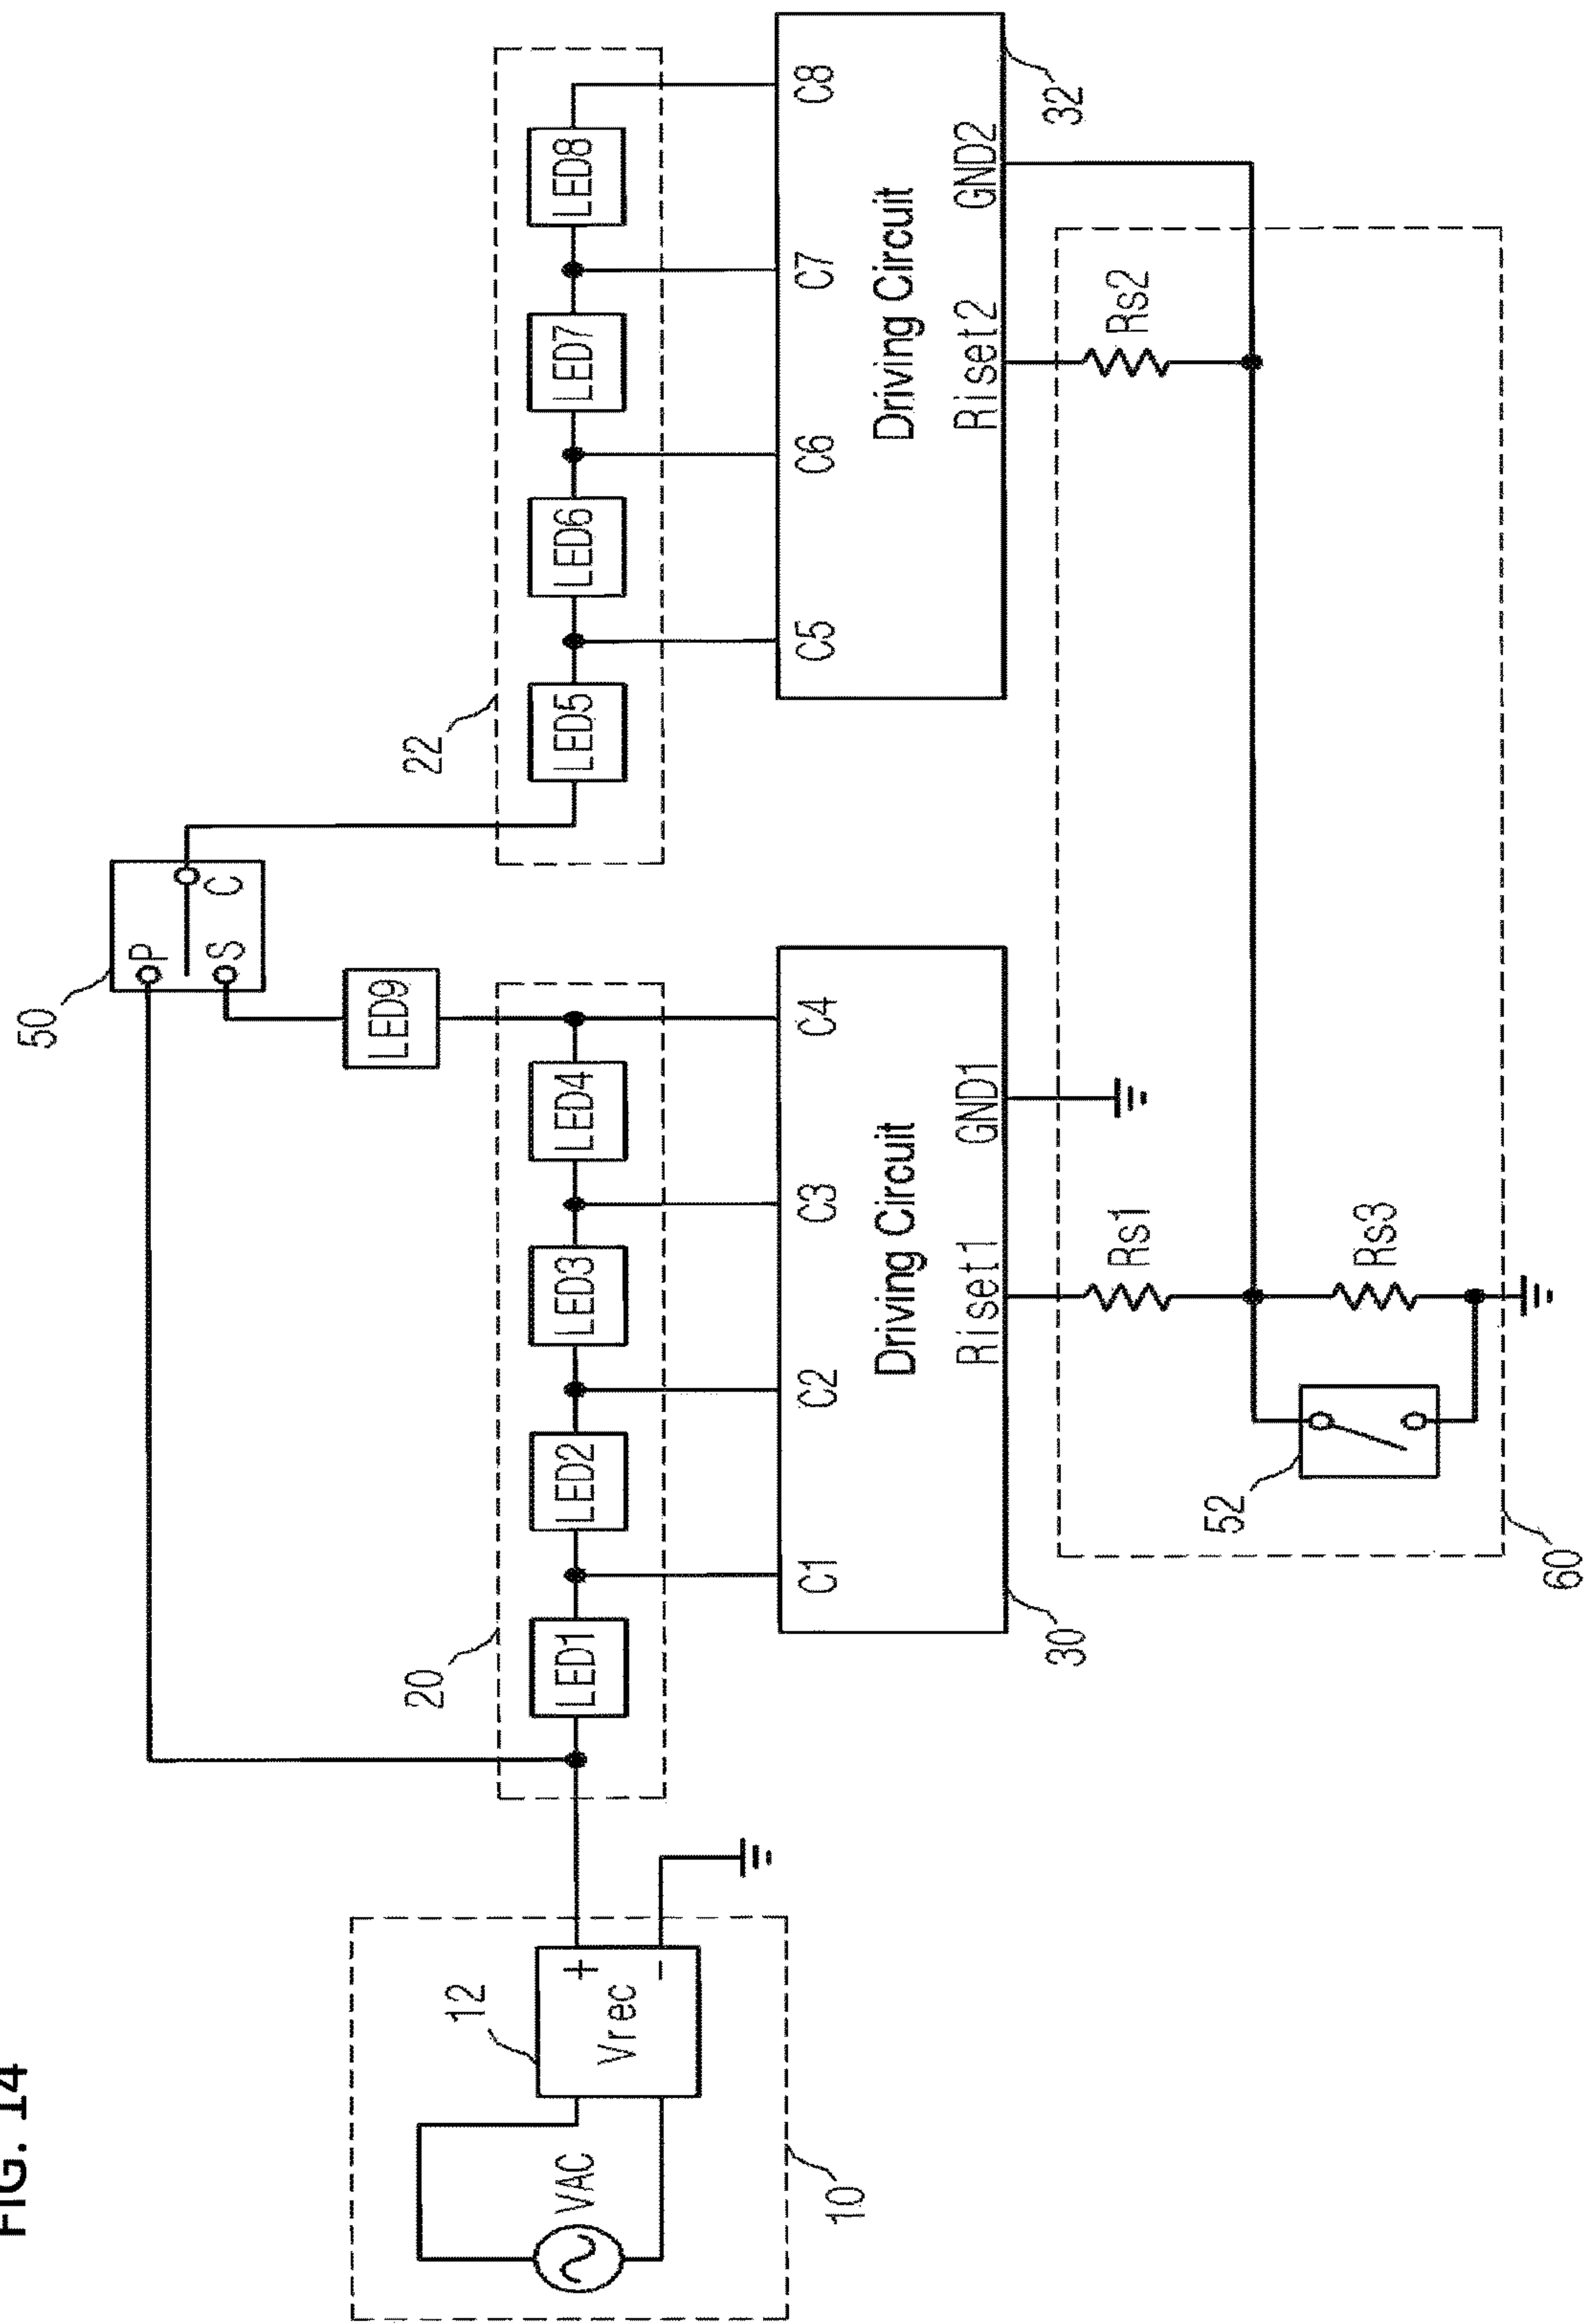 FIG. 14
50
P
S
C
LED9
20
LED1
LED2
LED3
LED4
22
LED5
LED6
LED7
LED8
12
VAC
Vrec
+
-
10
C1
C2
C3
C4
Driving Circuit
Riset1
GND1
30
C5
C6
C7
C8
Driving Circuit
Riset2
GND2
32
Rs1
Rs2
52
Rs3
60